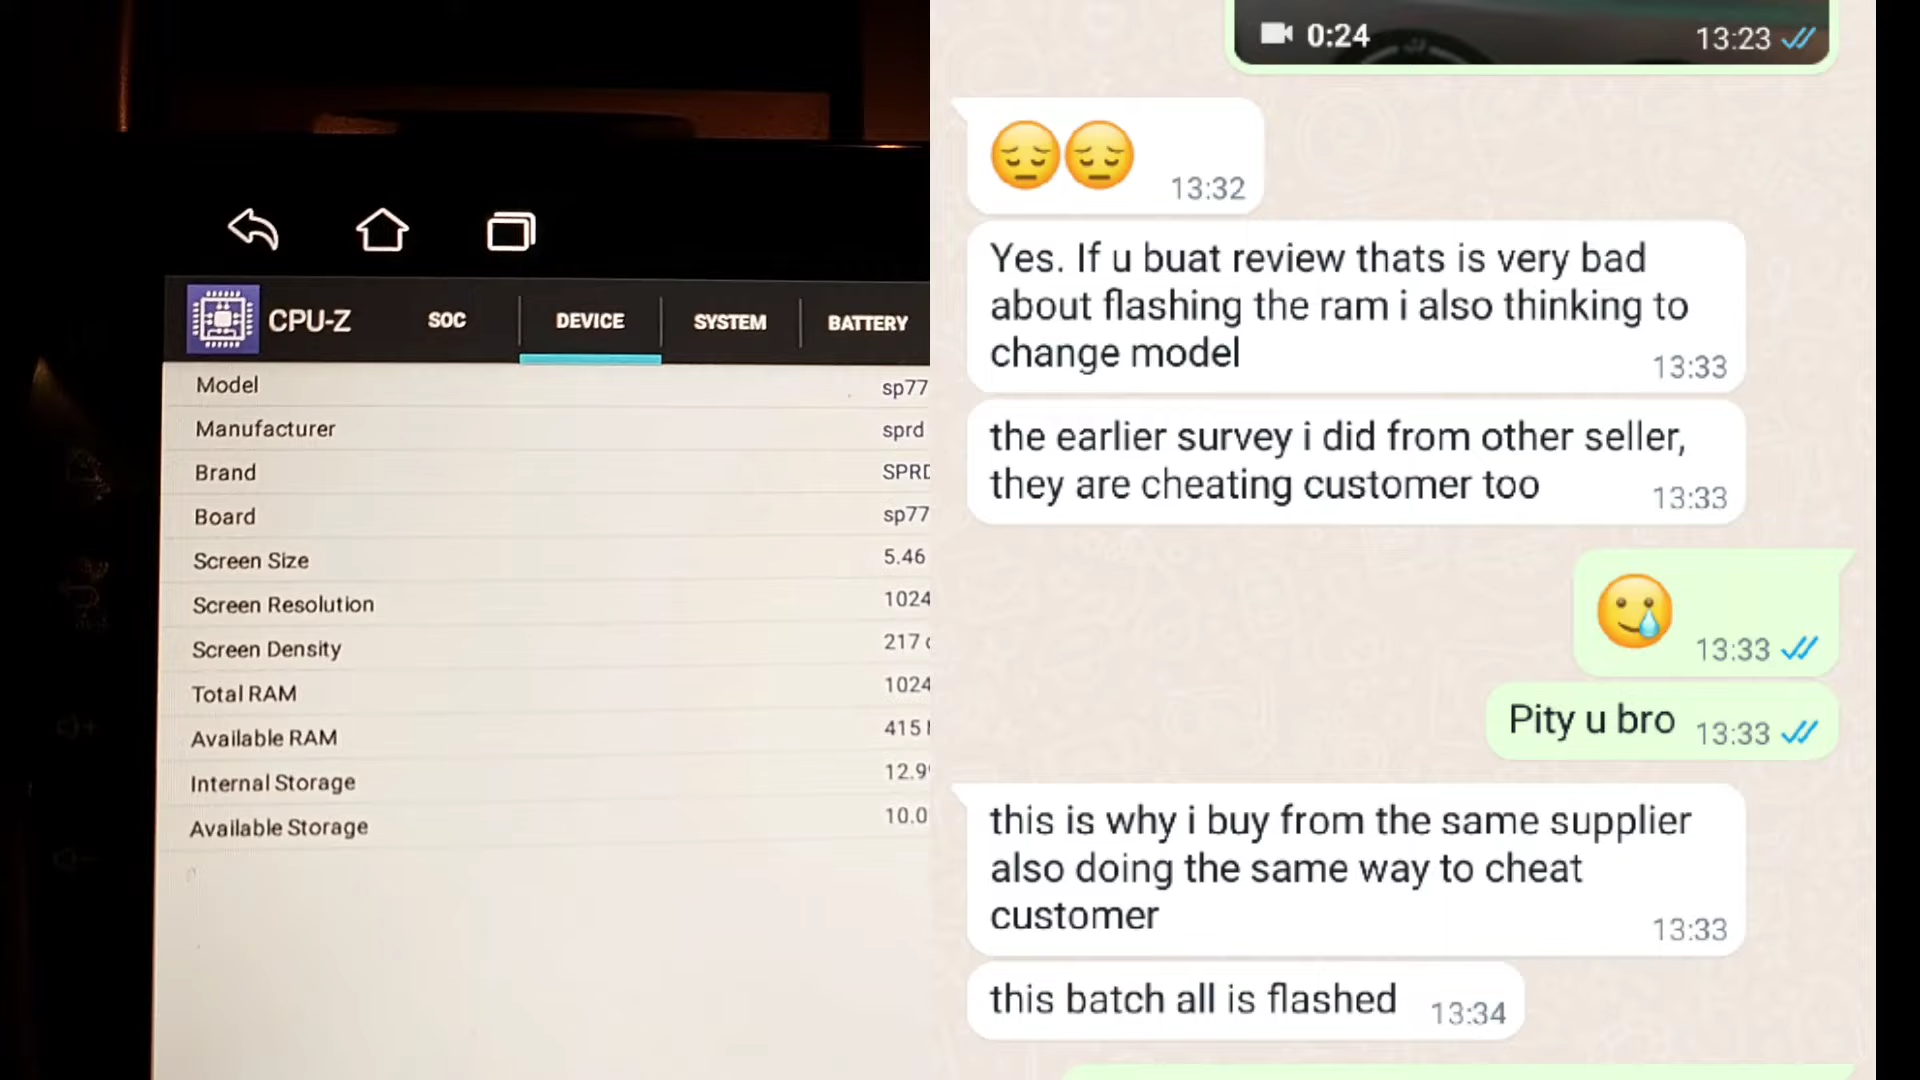 CPU-Z SOC DEVICE SYSTEM BATTERY
Model sp77
Manufacturer sprd
Brand SPRD
Board sp77
Screen Size 5.46
Screen Resolution 1024
Screen Density 217
Total RAM 1024
Available RAM 415
Internal Storage 12.9
Available Storage 10.0
0:24 13:23
13:32
Yes. If u buat review thats is very bad
about flashing the ram i also thinking to
change model 13:33
the earlier survey i did from other seller,
they are cheating customer too 13:33
13:33
Pity u bro 13:33
this is why i buy from the same supplier
also doing the same way to cheat
customer 13:33
this batch all is flashed 13:34